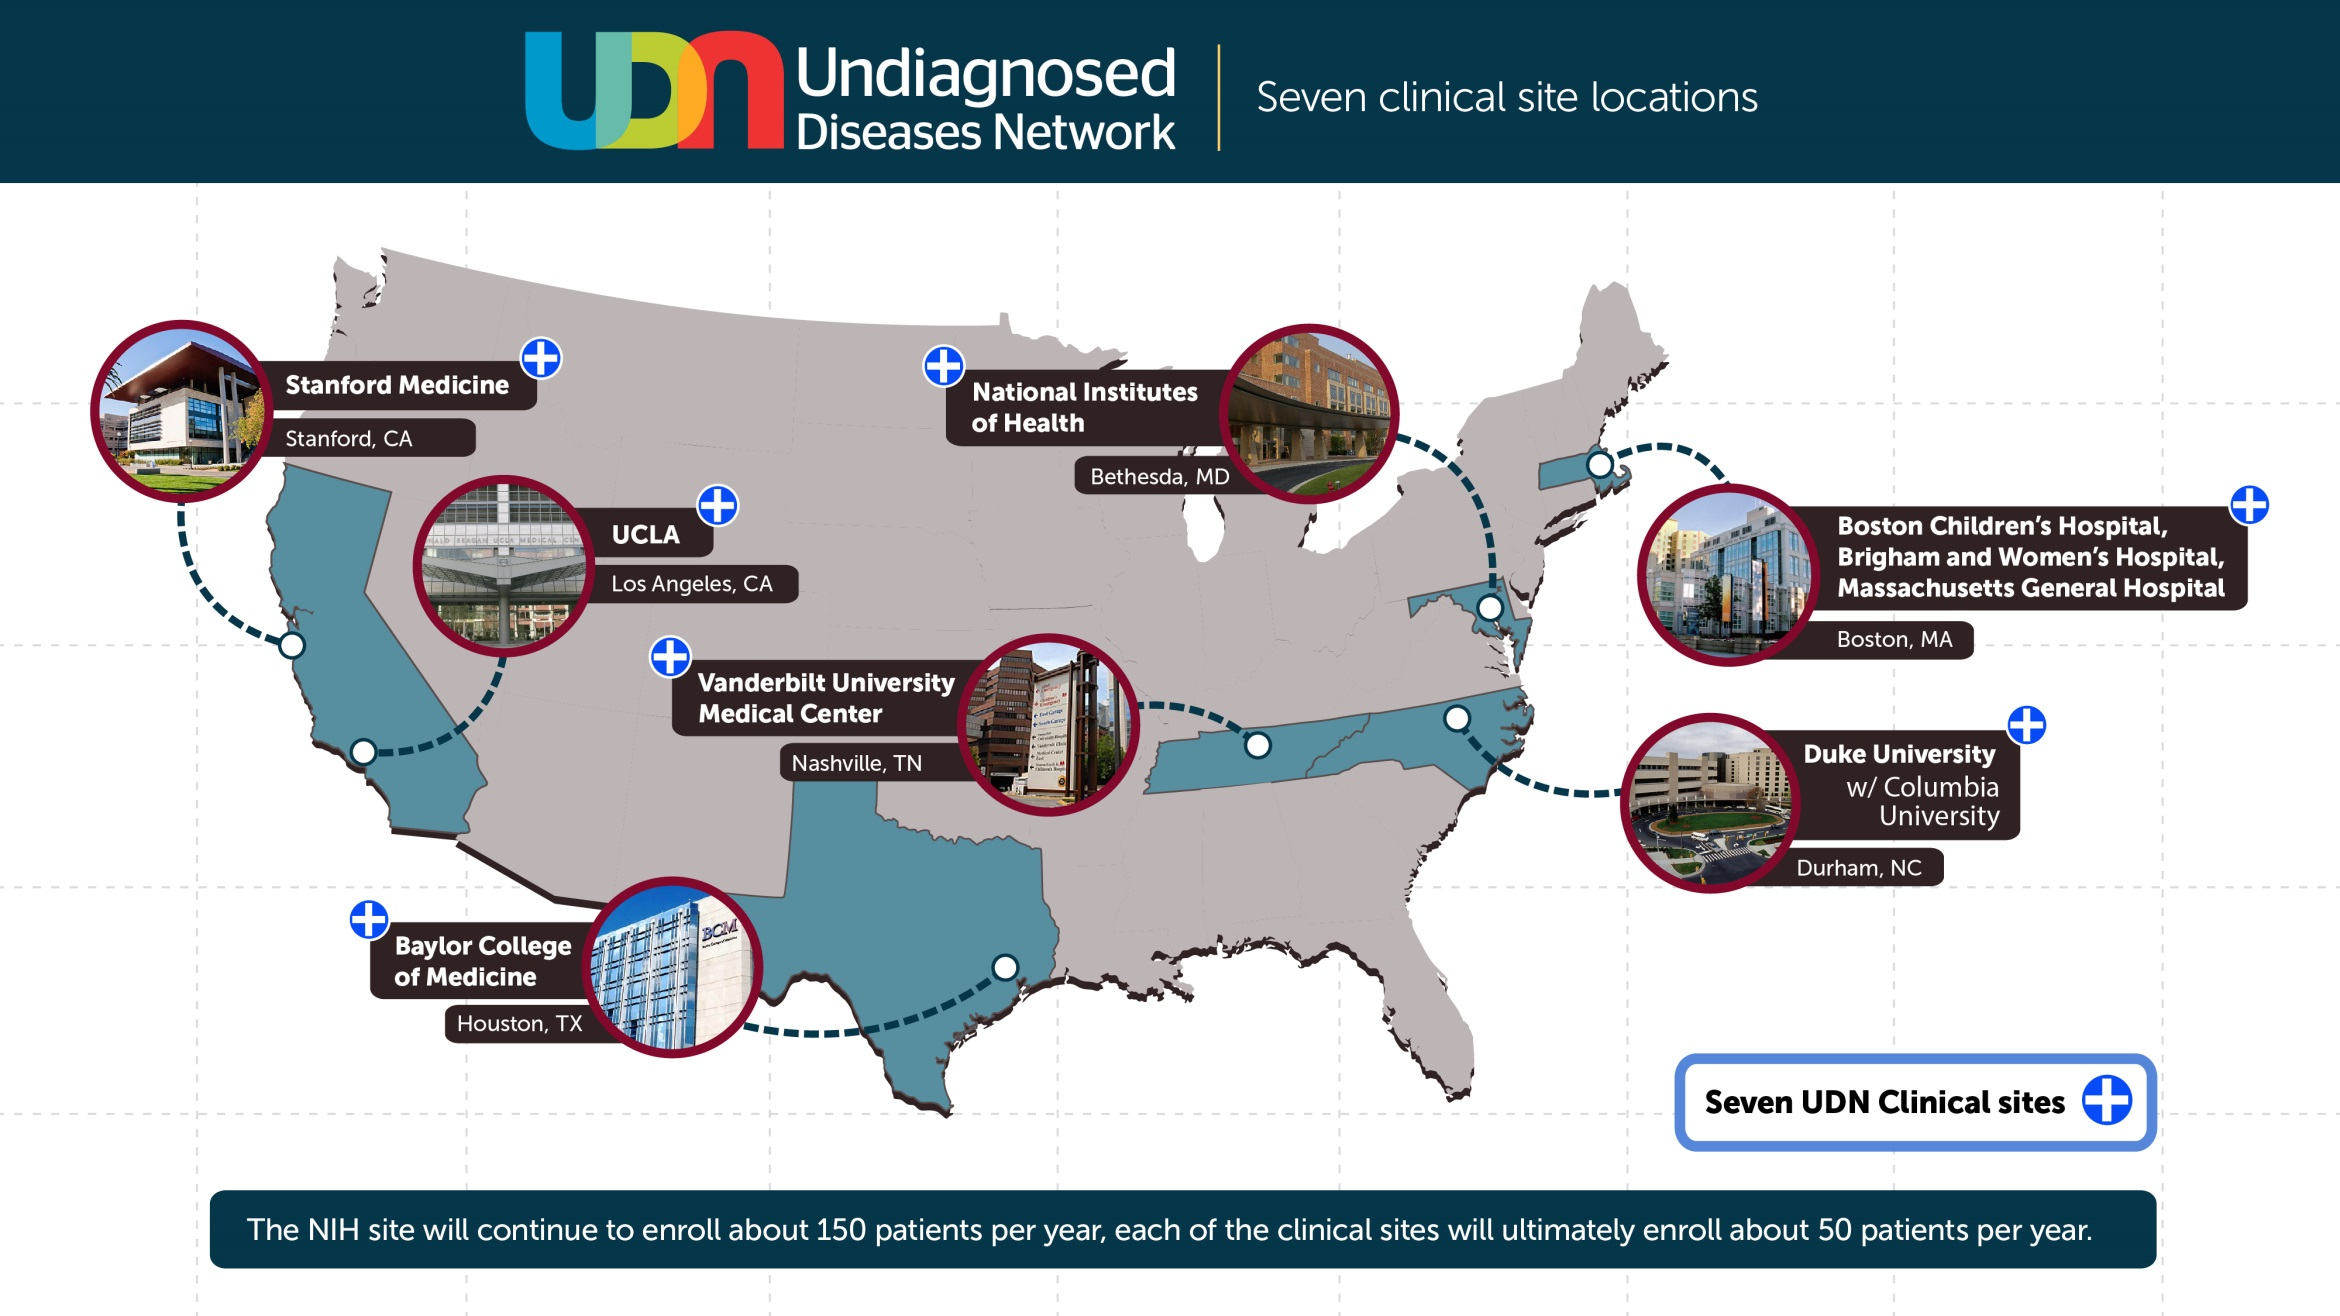 UDN Undiagnosed
Diseases Network
Seven clinical site locations
Stanford Medicine
Stanford, CA
National Institutes
of Health
Bethesda, MD
UCLA
Los Angeles, CA
Boston Children’s Hospital,
Brigham and Women’s Hospital,
Massachusetts General Hospital
Boston, MA
Vanderbilt University
Medical Center
Nashville, TN
Duke University
w/ Columbia
University
Durham, NC
Baylor College
of Medicine
Houston, TX
BCM
Seven UDN Clinical sites
The NIH site will continue to enroll about 150 patients per year, each of the clinical sites will ultimately enroll about 50 patients per year.